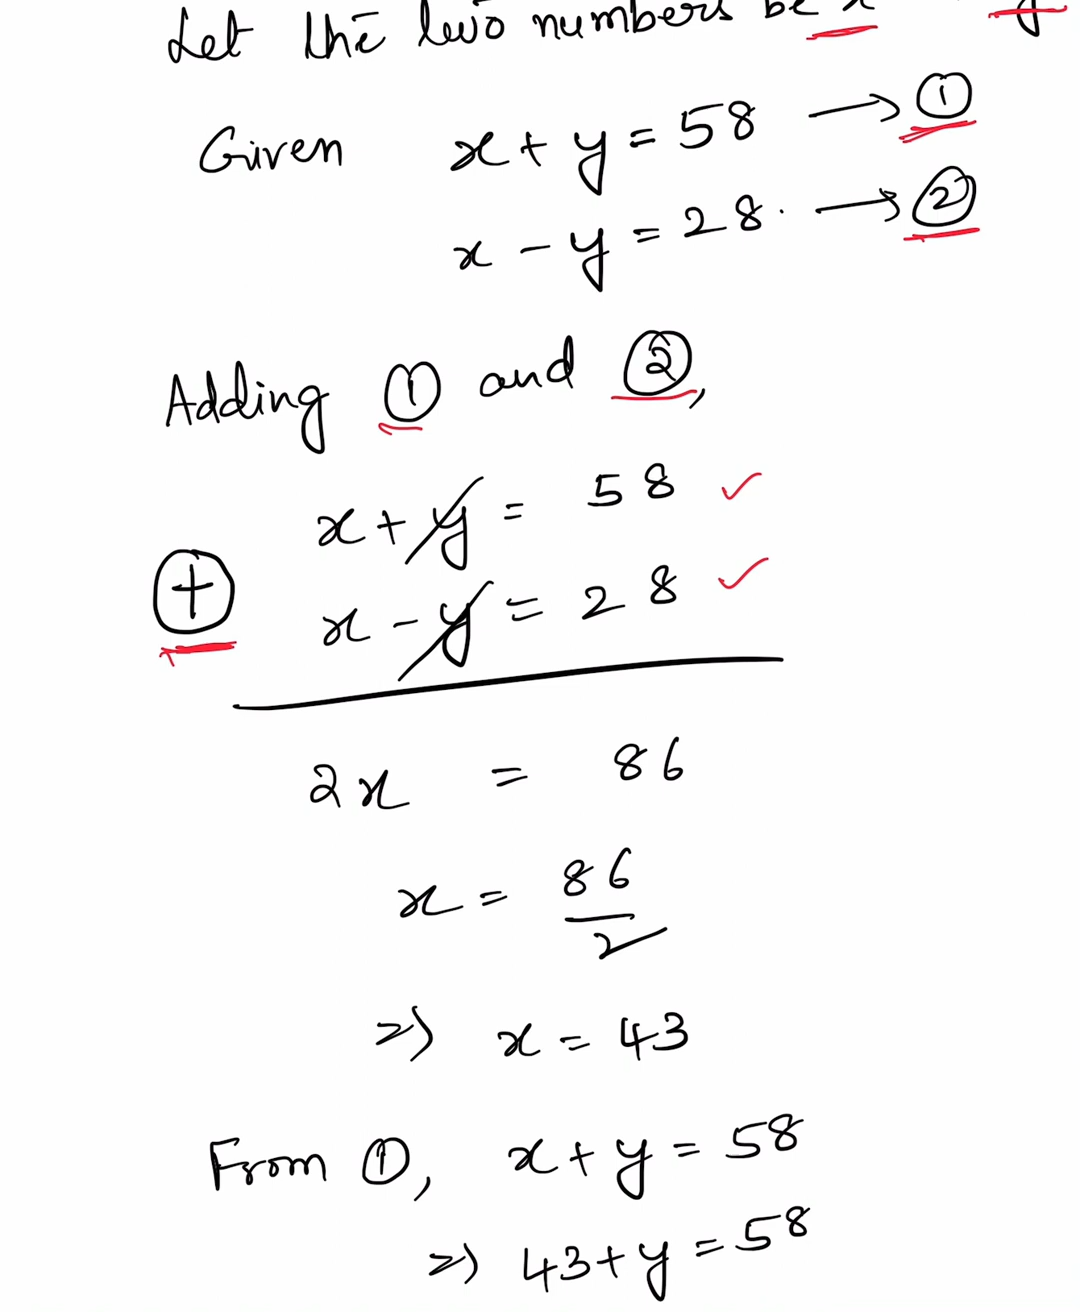 Let the two numbers be x y
Given x + y = 58 → ①
x - y = 28. → ②
Adding ① and ②,
x + y = 58 ✓
⊕ x - y = 28 ✓
2x = 86
x = 86/2
⇒ x = 43
From ①, x + y = 58
⇒ 43 + y = 58